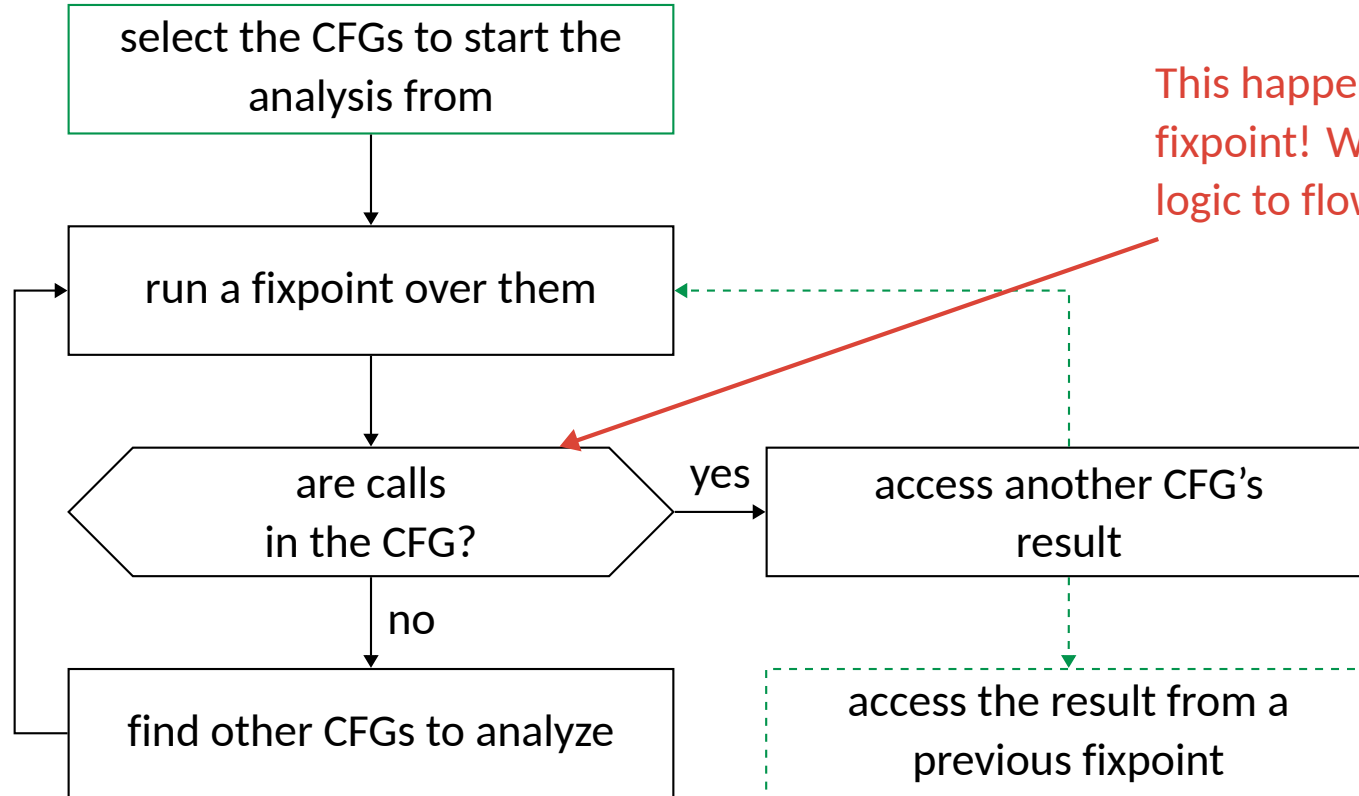 select the CFGs to start the
analysis from
This
fixpoint!
logic to
run a fixpoint over them
are calls
in the CFG?
yes
access another CFG’s
result
no
find other CFGs to analyze
access the result from a
previous fixpoint